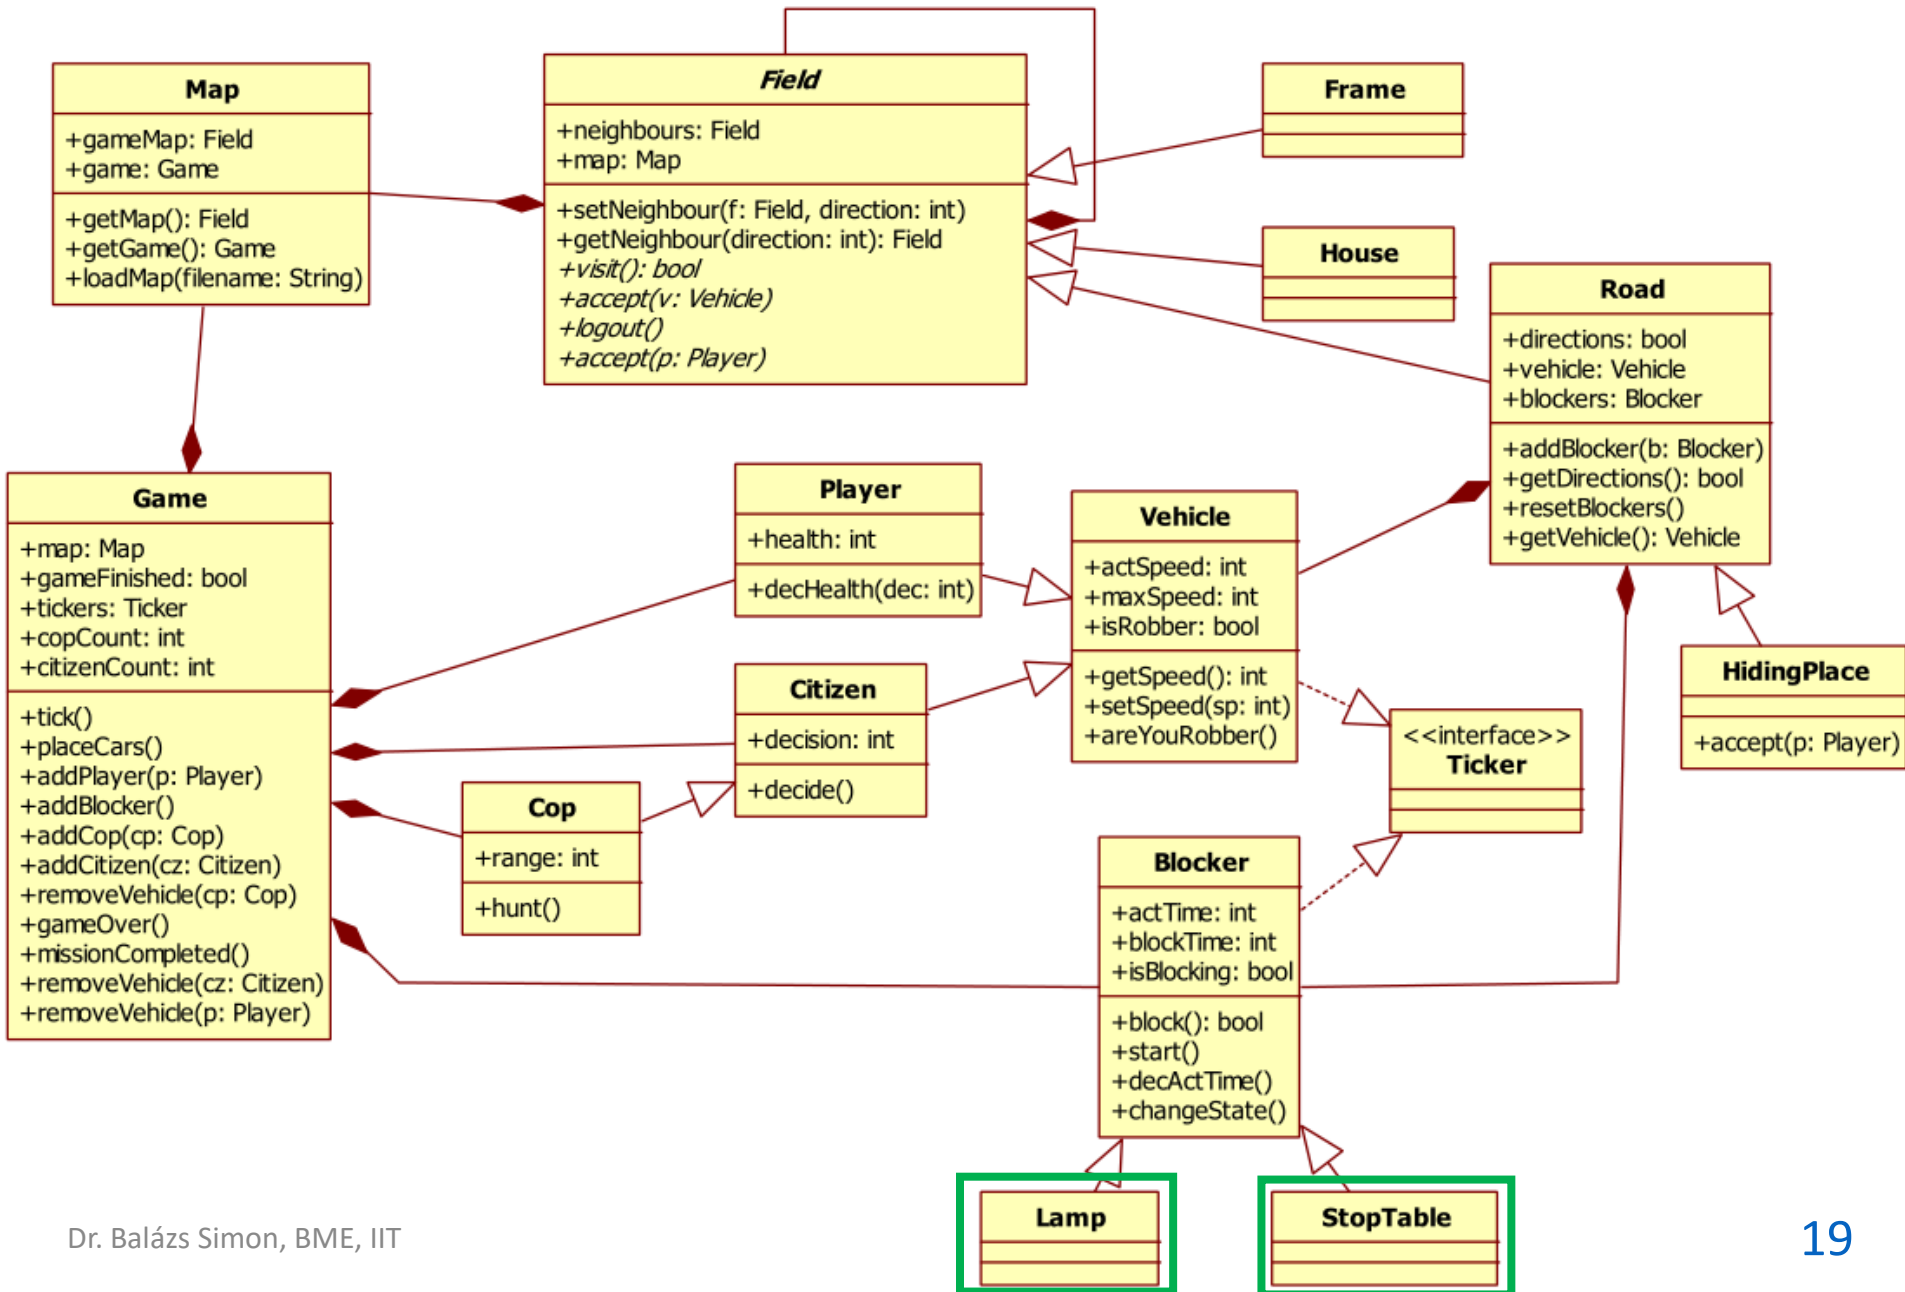 Map
+gameMap: Field
+game: Game
+getMap(): Field
+getGame(): Game
+loadMap(filename: String)
Field
+neighbours: Field
+map: Map
+setNeighbour(f: Field, direction: int)
+getNeighbour(direction: int): Field
+visit(): bool
+accept(v: Vehicle)
+logout()
+accept(p: Player)
Frame
House
Road
+directions: bool
+vehicle: Vehicle
+blockers: Blocker
+addBlocker(b: Blocker)
+getDirections(): bool
+resetBlockers()
+getVehicle(): Vehicle
Game
+map: Map
+gameFinished: bool
+tickers: Ticker
+copCount: int
+citizenCount: int
+tick()
+placeCars()
+addPlayer(p: Player)
+addBlocker()
+addCop(cp: Cop)
+addCitizen(cz: Citizen)
+removeVehicle(cp: Cop)
+gameOver()
+missionCompleted()
+removeVehicle(cz: Citizen)
+removeVehicle(p: Player)
Player
+health: int
+decHealth(dec: int)
Vehicle
+actSpeed: int
+maxSpeed: int
+isRobber: bool
+getSpeed(): int
+setSpeed(sp: int)
+areYouRobber()
Citizen
+decision: int
+decide()
Cop
+range: int
+hunt()
HidingPlace
+accept(p: Player)
<<interface>>
Ticker
Blocker
+actTime: int
+blockTime: int
+isBlocking: bool
+block(): bool
+start()
+decActTime()
+changeState()
Lamp
StopTable
Dr. Balázs Simon, BME, IIT
19